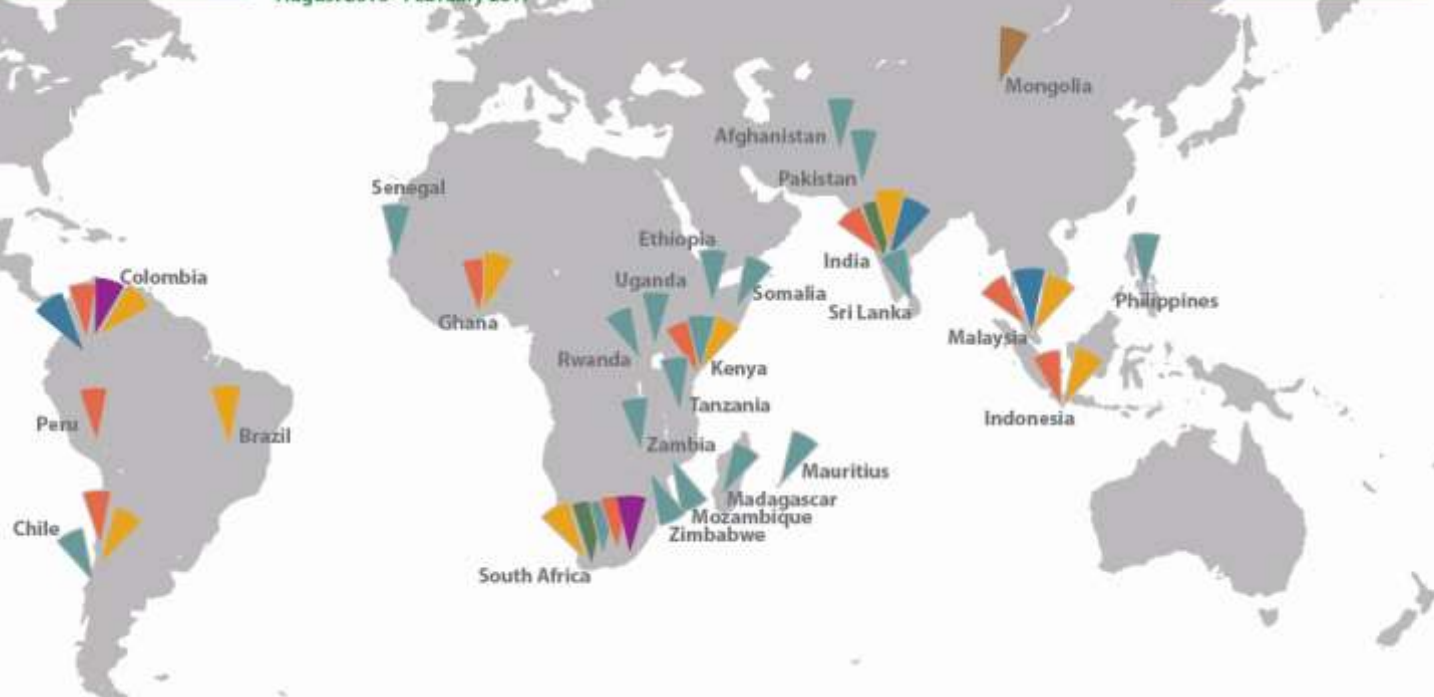 Mongolia
Afghanistan
Pakistan
Senegal
Ethiopia
India
Colombia
Uganda
Somalia
Philippines
Sri Lanka
Ghana
Malaysia
Rwanda
Kenya
Tanzania
Indonesia
Peru
Brazil
Zambia
Mauritius
Madagascar
Mozambique
Chile
Zimbabwe
South Africa